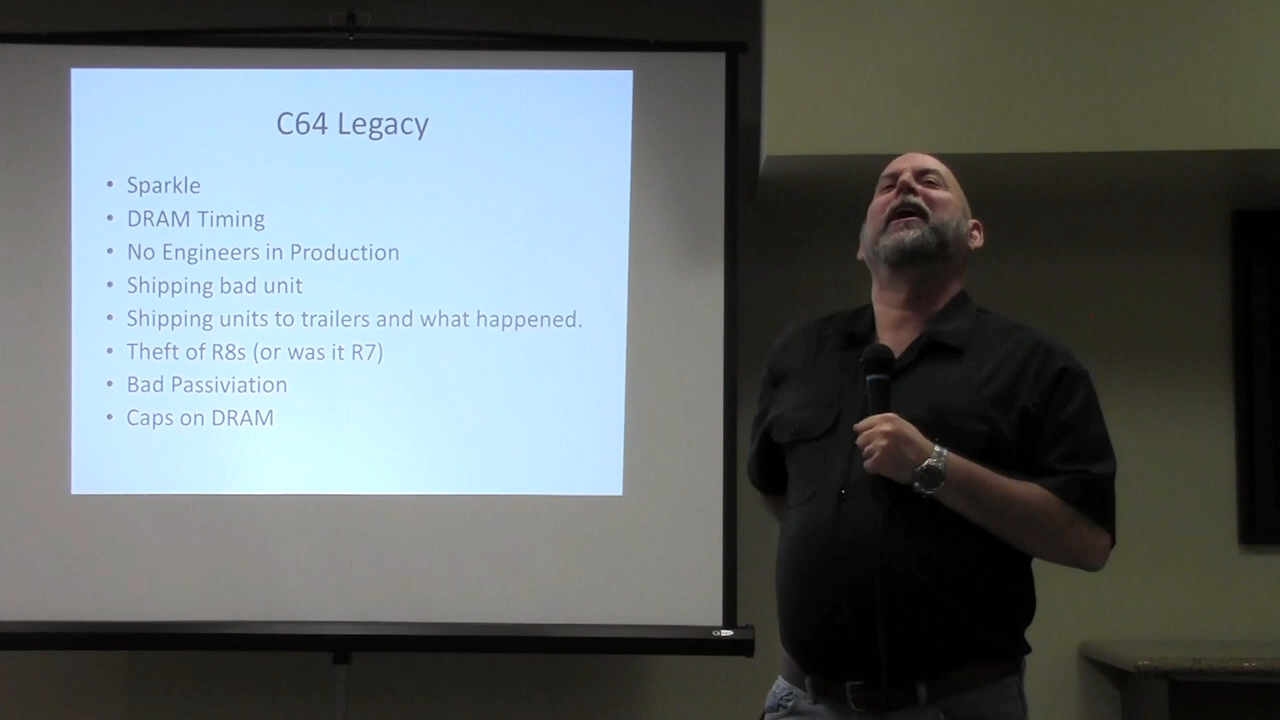 C64 Legacy
• Sparkle
• DRAM Timing
• No Engineers in Production
• Shipping bad unit
• Shipping units to trailers and what happened.
• Theft of R8s (or was it R7)
• Bad Passiviation
• Caps on DRAM